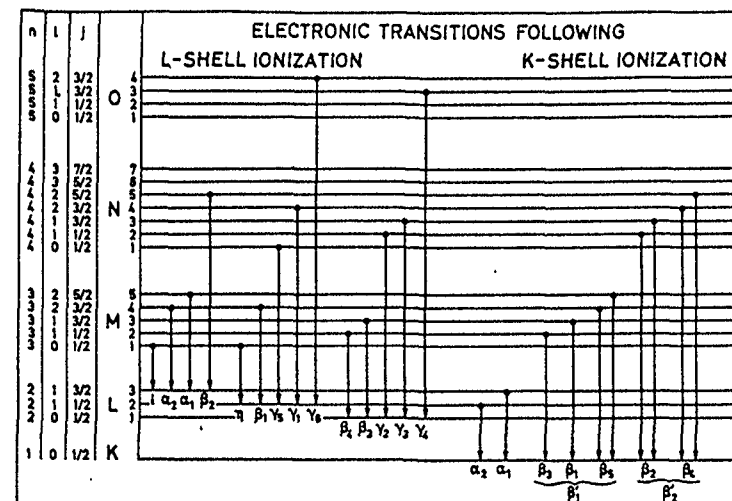 n l j ELECTRONIC TRANSITIONS FOLLOWING
L-SHELL IONIZATION K-SHELL IONIZATION
5 2 3/2 4
5 1 3/2 O 3
5 1 1/2 2
5 0 1/2 1
4 3 7/2 7
4 3 5/2 6
4 2 5/2 5
4 2 3/2 N 4
4 1 3/2 3
4 1 1/2 2
4 0 1/2 1
3 2 5/2 5
3 2 3/2 4
3 1 3/2 M 3
3 1 1/2 2
3 0 1/2 1
2 1 3/2 3
2 1 1/2 L 2
2 0 1/2 1
l α2 α1 β2 η β1 γ5 γ1 γ6
β4 β3 γ2 γ3 γ4
1 0 1/2 K
α2 α1 β3 β1 β5 β2
β'1 β'2